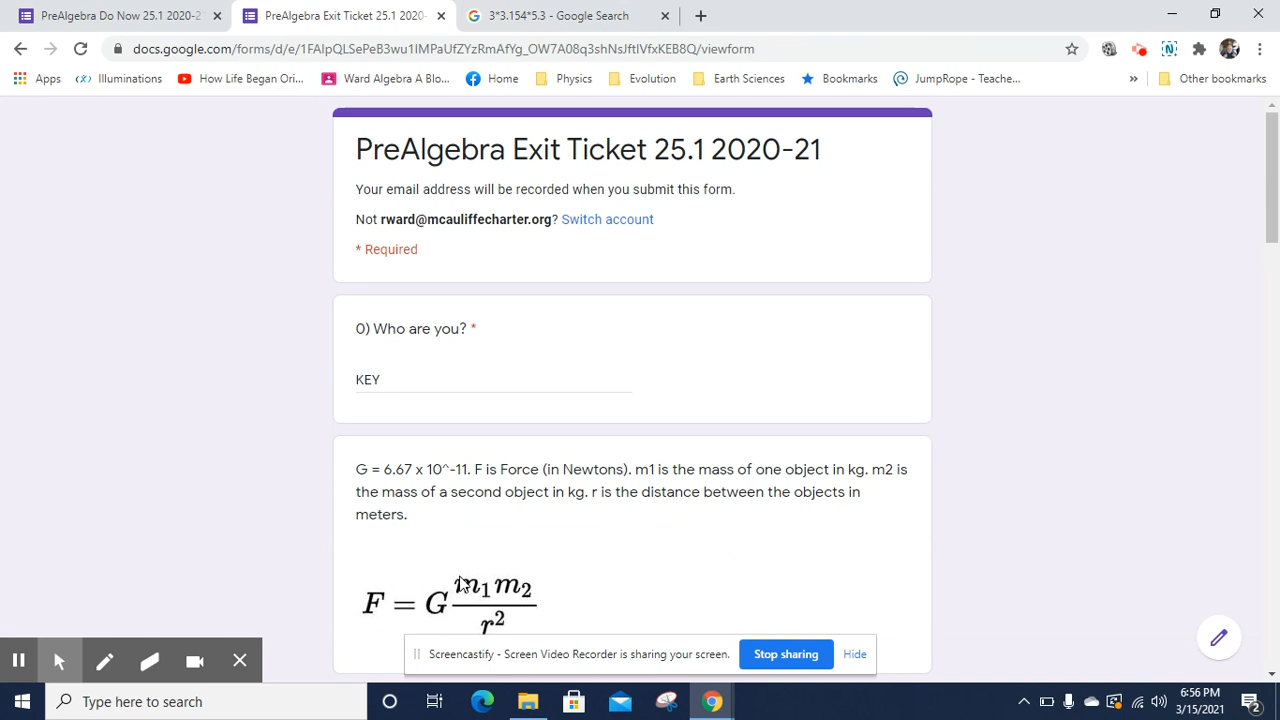 PreAlgebra Do Now 25.1 2020-2
PreAlgebra Exit Ticket 25.1 2020-
3*3.154*5.3 - Google Search
docs.google.com/forms/d/e/1FAIpQLSePeB3wu1IMPaUfZYzRmAfYg_OW7A08q3shNsJftIVfxKEB8Q/viewform
Apps
Illuminations
How Life Began Ori...
Ward Algebra A Blo...
Home
Physics
Evolution
Earth Sciences
Bookmarks
JumpRope - Teache...
»
Other bookmarks
PreAlgebra Exit Ticket 25.1 2020-21
Your email address will be recorded when you submit this form.
Not rward@mcauliffecharter.org? Switch account
* Required
0) Who are you? *
KEY
G = 6.67 x 10^-11. F is Force (in Newtons). m1 is the mass of one object in kg. m2 is
the mass of a second object in kg. r is the distance between the objects in
meters.
F = G m₁m₂ / r²
Screencastify - Screen Video Recorder is sharing your screen.
Stop sharing
Hide
Type here to search
6:56 PM
3/15/2021
2